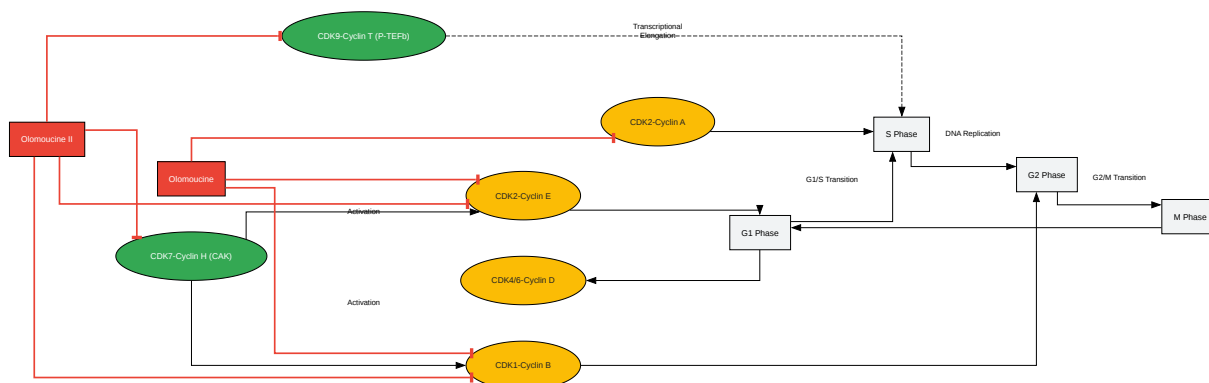 Transcriptional
Elongation
CDK9-Cyclin T (P-TEFb)
CDK2-Cyclin A
S Phase
DNA Replication
Olomoucine II
Olomoucine
G1/S Transition
G2 Phase
G2/M Transition
CDK2-Cyclin E
Activation
M Phase
G1 Phase
CDK7-Cyclin H (CAK)
CDK4/6-Cyclin D
Activation
CDK1-Cyclin B